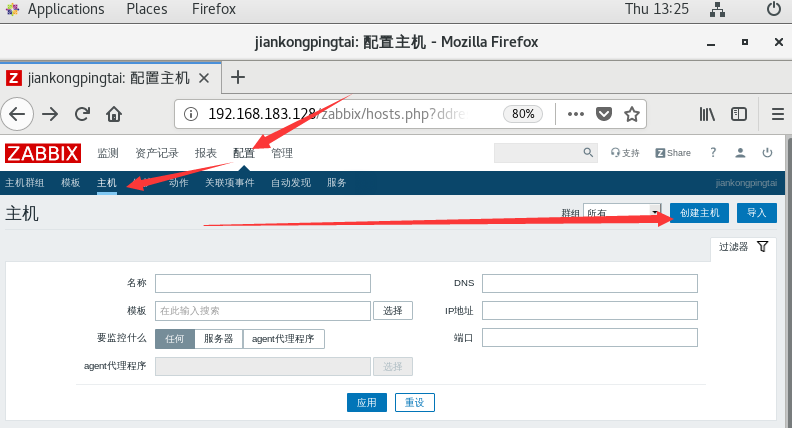 Applications Places Firefox Thu 13:25
jiankongpingtai: 配置主机 - Mozilla Firefox
Z jiankongpingtai: 配置主机
192.168.183.128/zabbix/hosts.php?ddre 80%
ZABBIX 监测 资产记录 报表 配置 管理 支持 Z Share ?
主机群组 模板 主机 动作 关联项事件 自动发现 服务 jiankongpingtai
主机 群组 所有 创建主机 导入
过滤器
名称 DNS
模板 在此输入搜索 选择 IP地址
要监控什么 任何 服务器 agent代理程序 端口
agent代理程序 选择
应用 重设